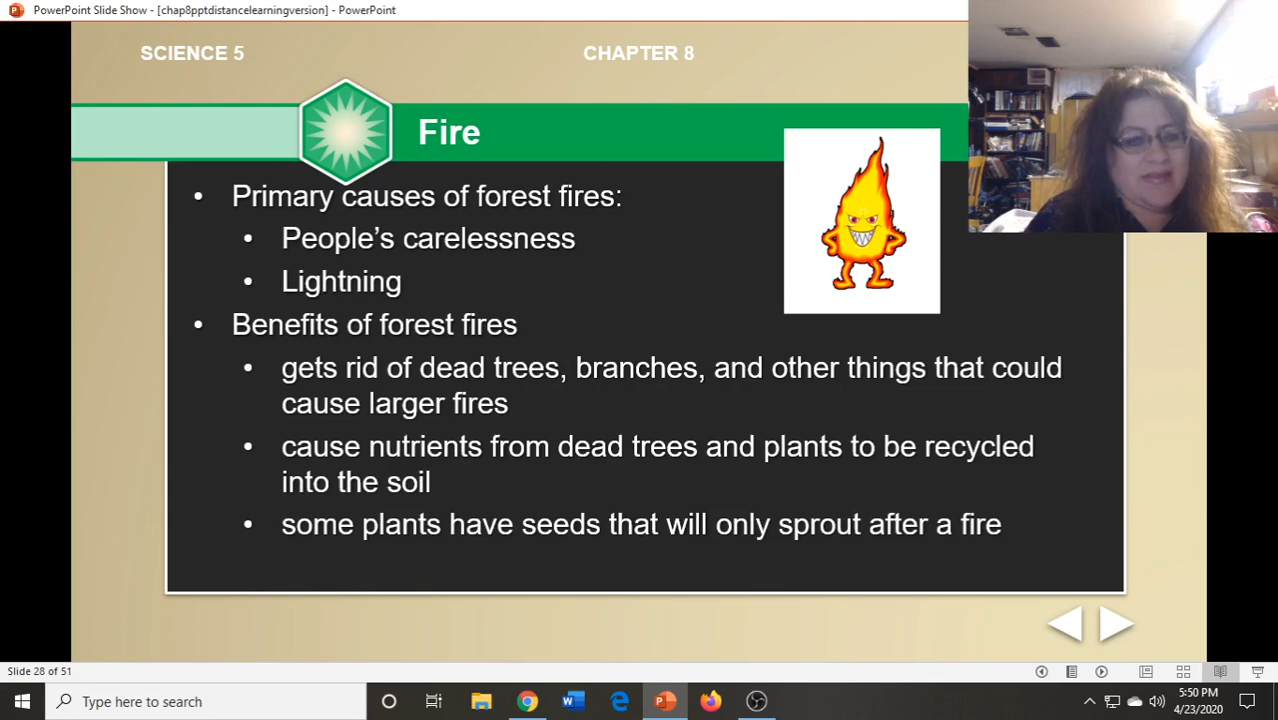 PowerPoint Slide Show - [chap8pptdistancelearningversion] - PowerPoint
SCIENCE 5
CHAPTER 8
Fire
• Primary causes of forest fires:
• People’s carelessness
• Lightning
• Benefits of forest fires
• gets rid of dead trees, branches, and other things that could
cause larger fires
• cause nutrients from dead trees and plants to be recycled
into the soil
• some plants have seeds that will only sprout after a fire
Slide 28 of 51
Type here to search
5:50 PM
4/23/2020